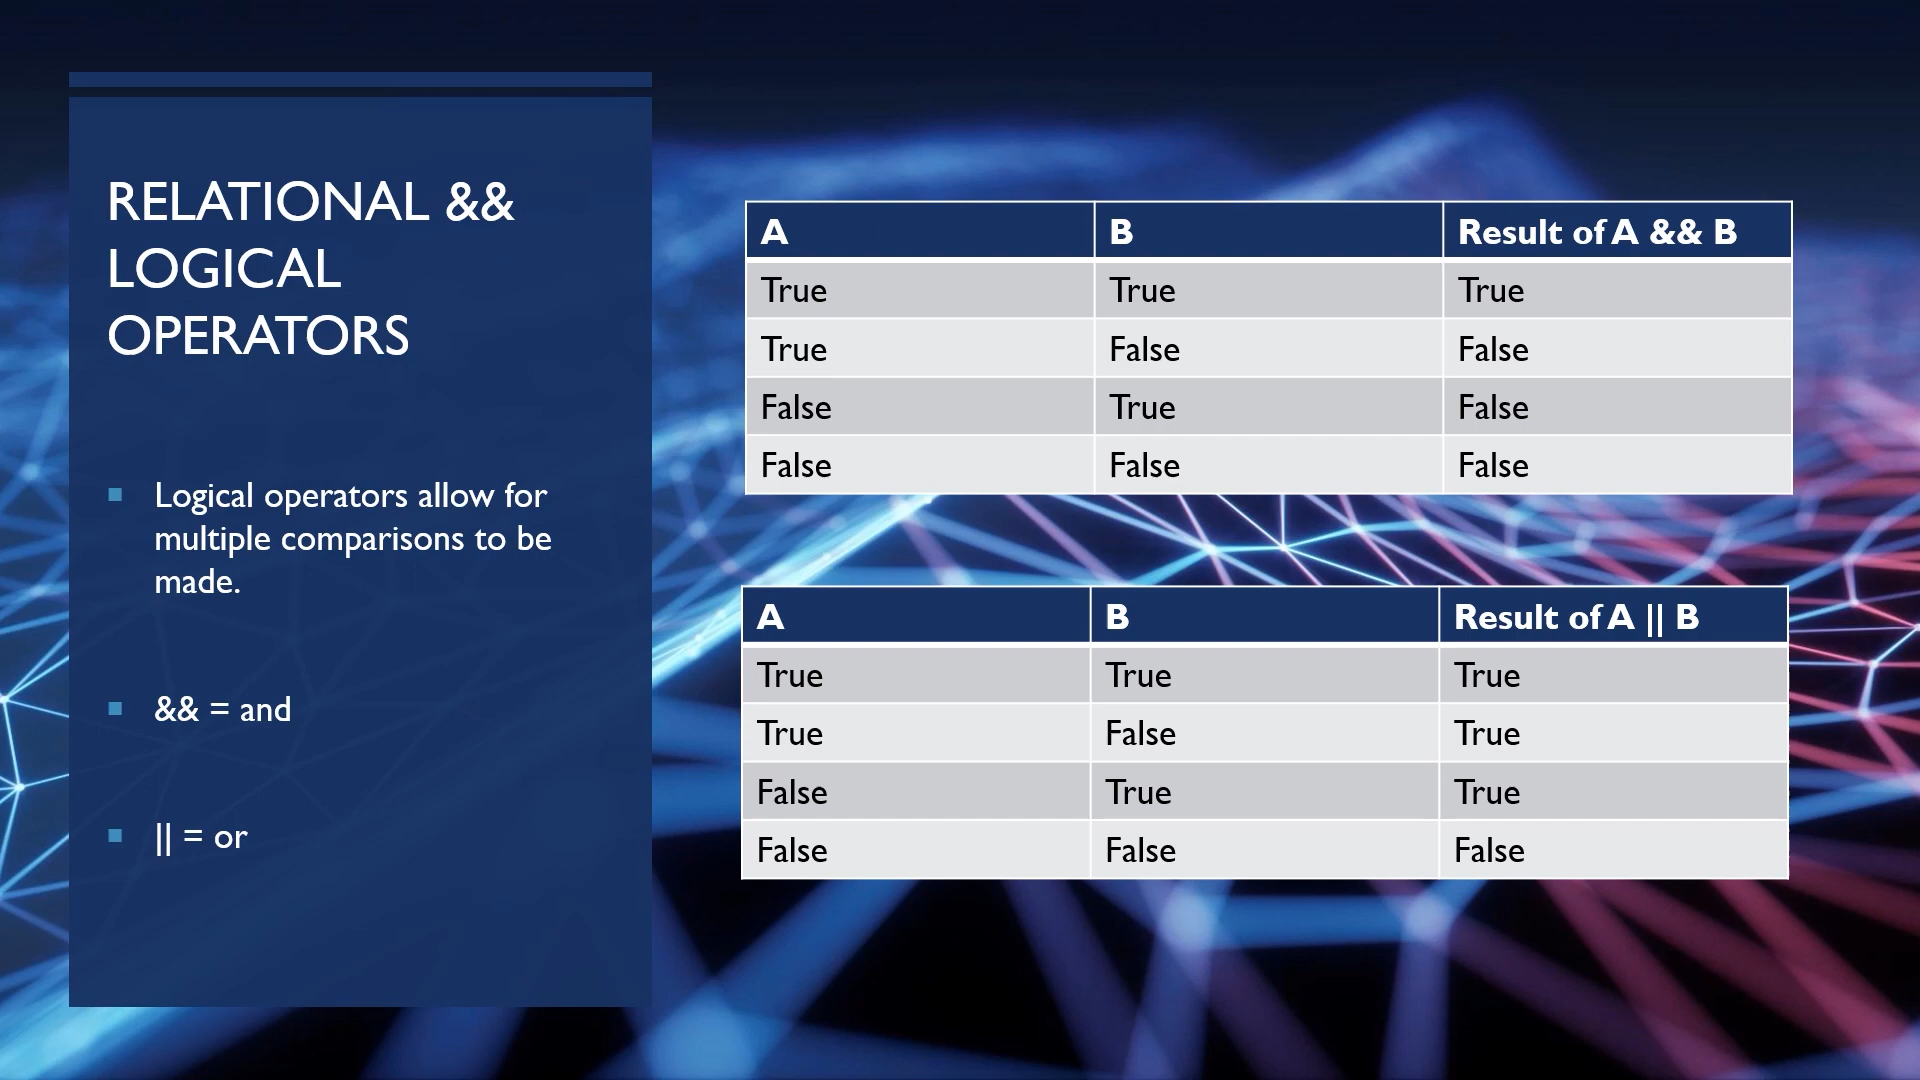 RELATIONAL &&
LOGICAL
OPERATORS
Logical operators allow for
multiple comparisons to be
made.
&& = and
|| = or
A B Result of A && B
True True True
True False False
False True False
False False False
A B Result of A || B
True True True
True False True
False True True
False False False